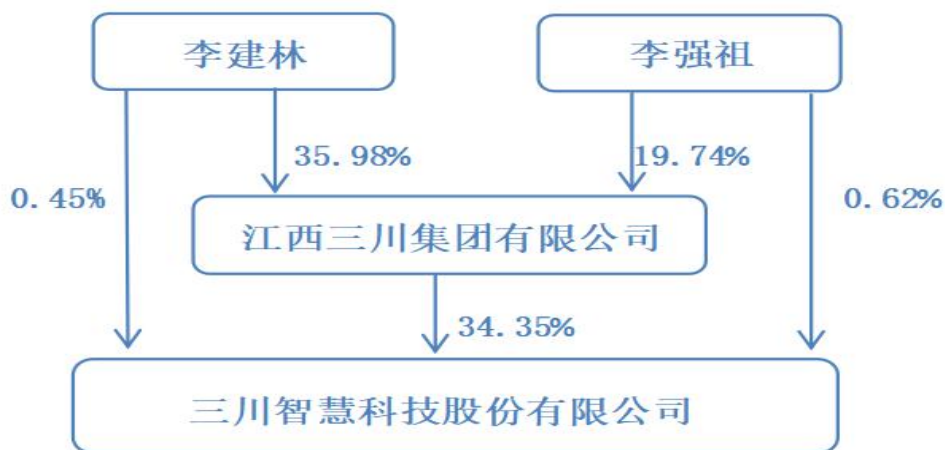 李建林
李强祖
35.98%
19.74%
0.45%
0.62%
江西三川集团有限公司
34.35%
三川智慧科技股份有限公司